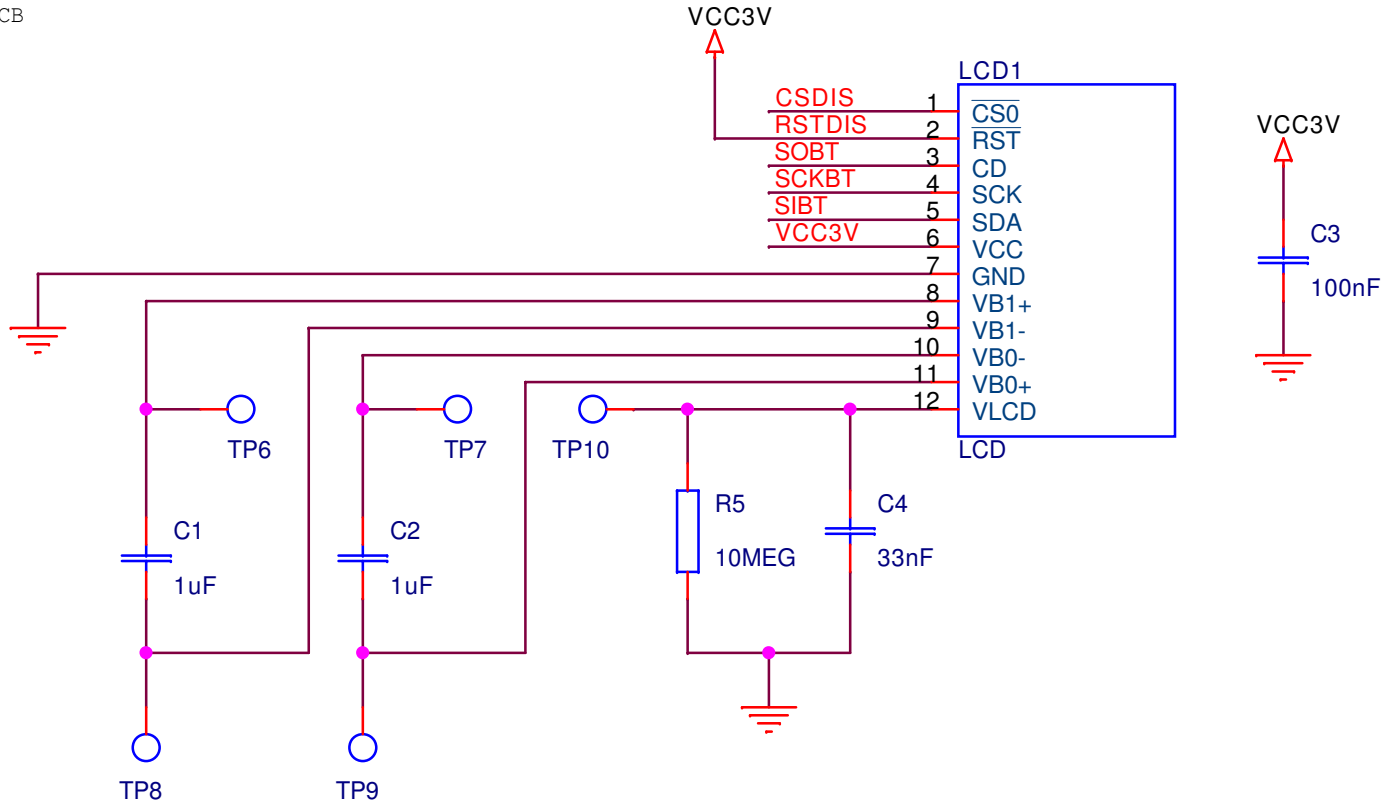 CB
VCC3V
LCD1
CSDIS 1 CS0
RSTDIS 2 RST
SOBT 3 CD
SCKBT 4 SCK
SIBT 5 SDA
VCC3V 6 VCC
7 GND
8 VB1+
9 VB1-
10 VB0-
11 VB0+
12 VLCD
LCD
VCC3V
C3
100nF
TP6
TP7
TP10
C1
1uF
C2
1uF
R5
10MEG
C4
33nF
TP8
TP9